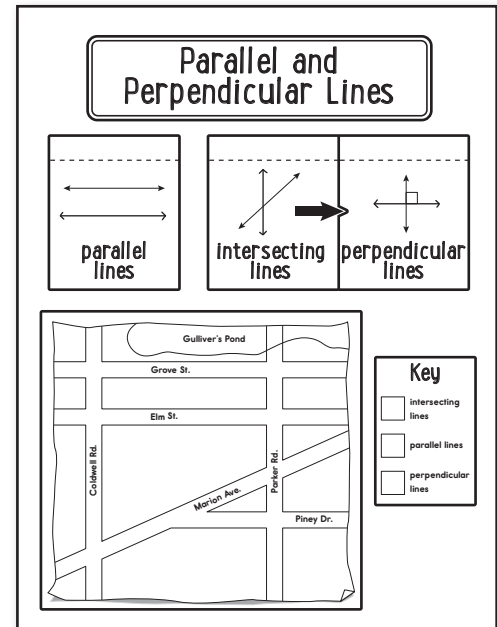 Parallel and
Perpendicular Lines
parallel
lines
intersecting
lines
perpendicular
lines
Gulliver's Pond
Grove St.
Elm St.
Coldwell Rd.
Parker Rd.
Marion Ave.
Piney Dr.
Key
intersecting
lines
parallel lines
perpendicular
lines